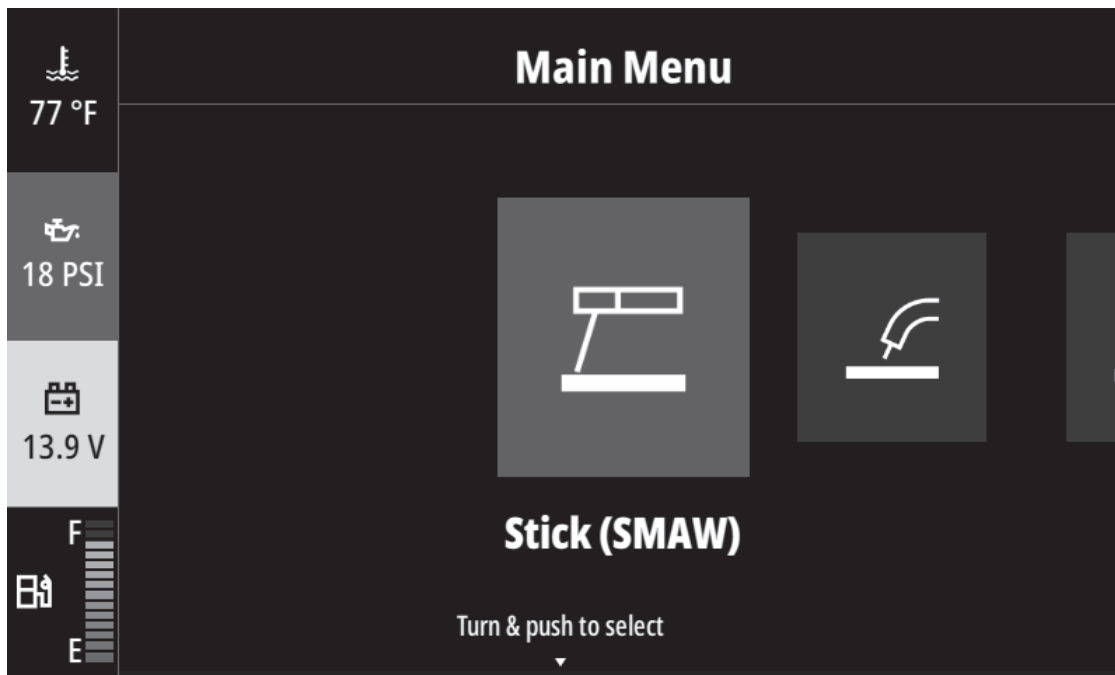 77 °F
18 PSI
13.9 V
F
E
Main Menu
Stick (SMAW)
Turn & push to select